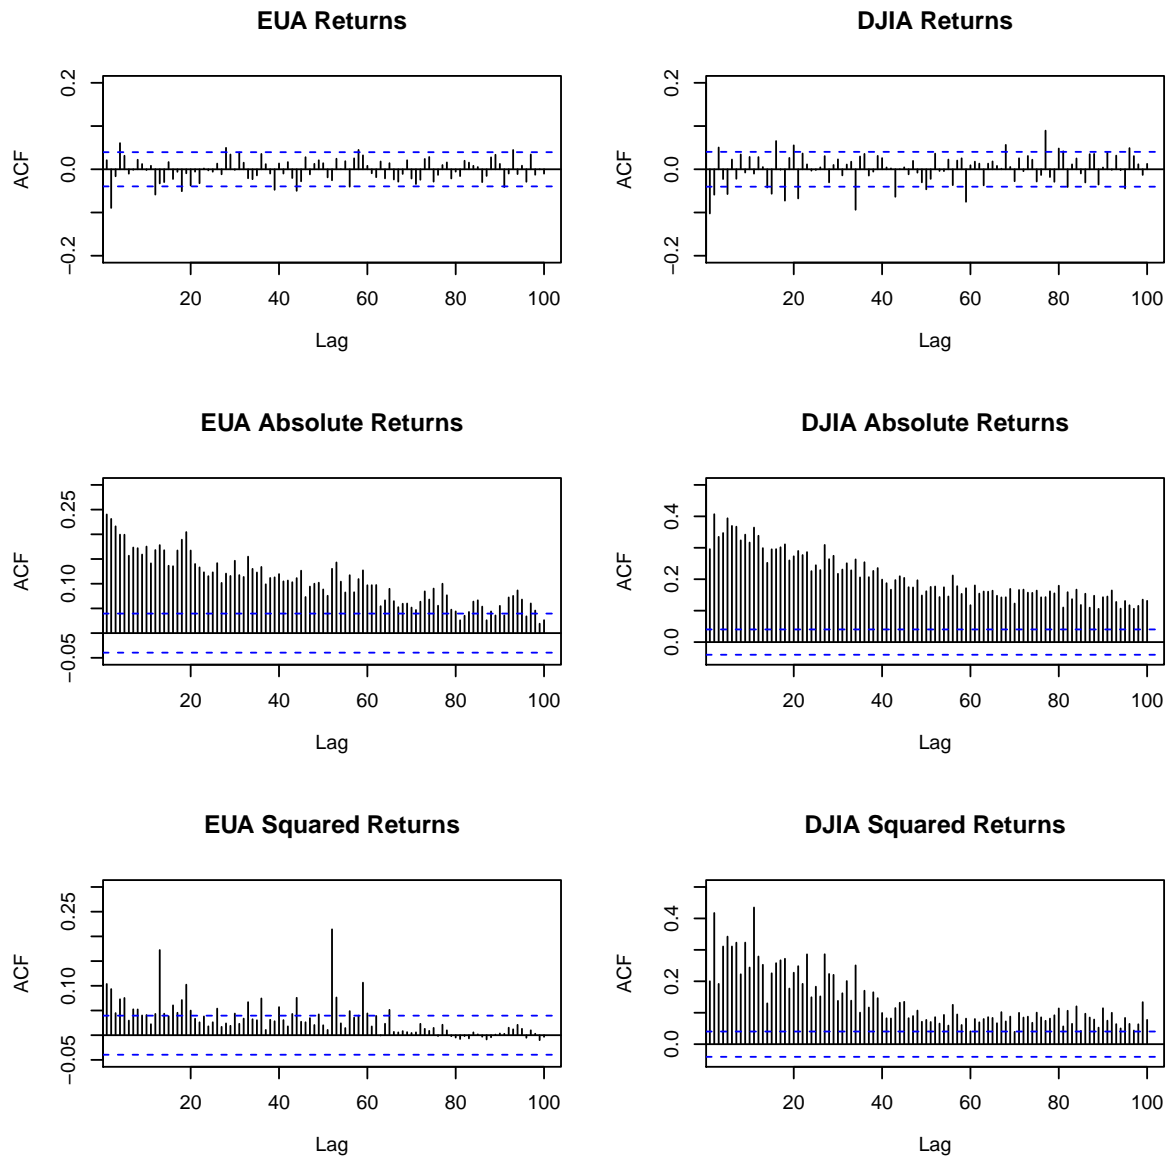 EUA Returns
ACF
0.2
0.0
−0.2
20 40 60 80 100
Lag
DJIA Returns
ACF
0.2
0.0
−0.2
20 40 60 80 100
Lag
EUA Absolute Returns
ACF
0.25
0.10
−0.05
20 40 60 80 100
Lag
DJIA Absolute Returns
ACF
0.4
0.2
0.0
20 40 60 80 100
Lag
EUA Squared Returns
ACF
0.25
0.10
−0.05
20 40 60 80 100
Lag
DJIA Squared Returns
ACF
0.4
0.2
0.0
20 40 60 80 100
Lag